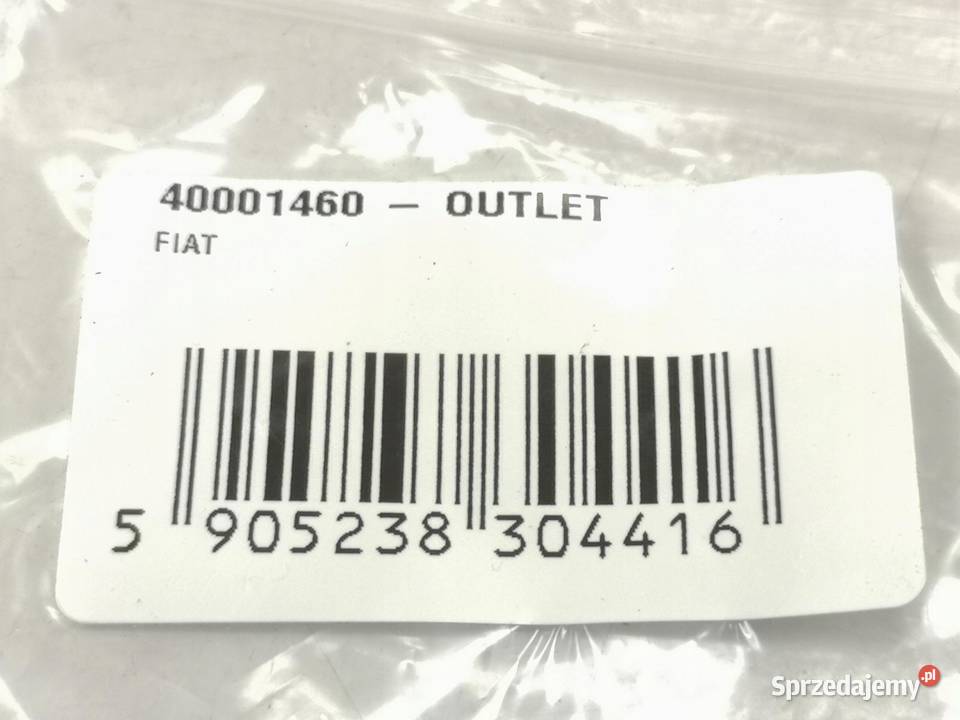 40001460 – OUTLET
FIAT
5 905238 304416
Sprzedajemy.pl